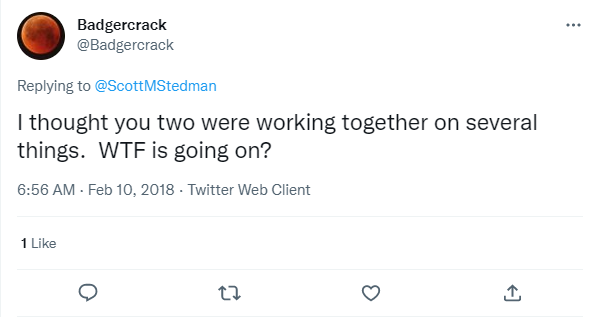 Badgercrack
@Badgercrack
Replying to @ScottMStedman
I thought you two were working together on several
things.  WTF is going on?
6:56 AM · Feb 10, 2018 · Twitter Web Client
1 Like